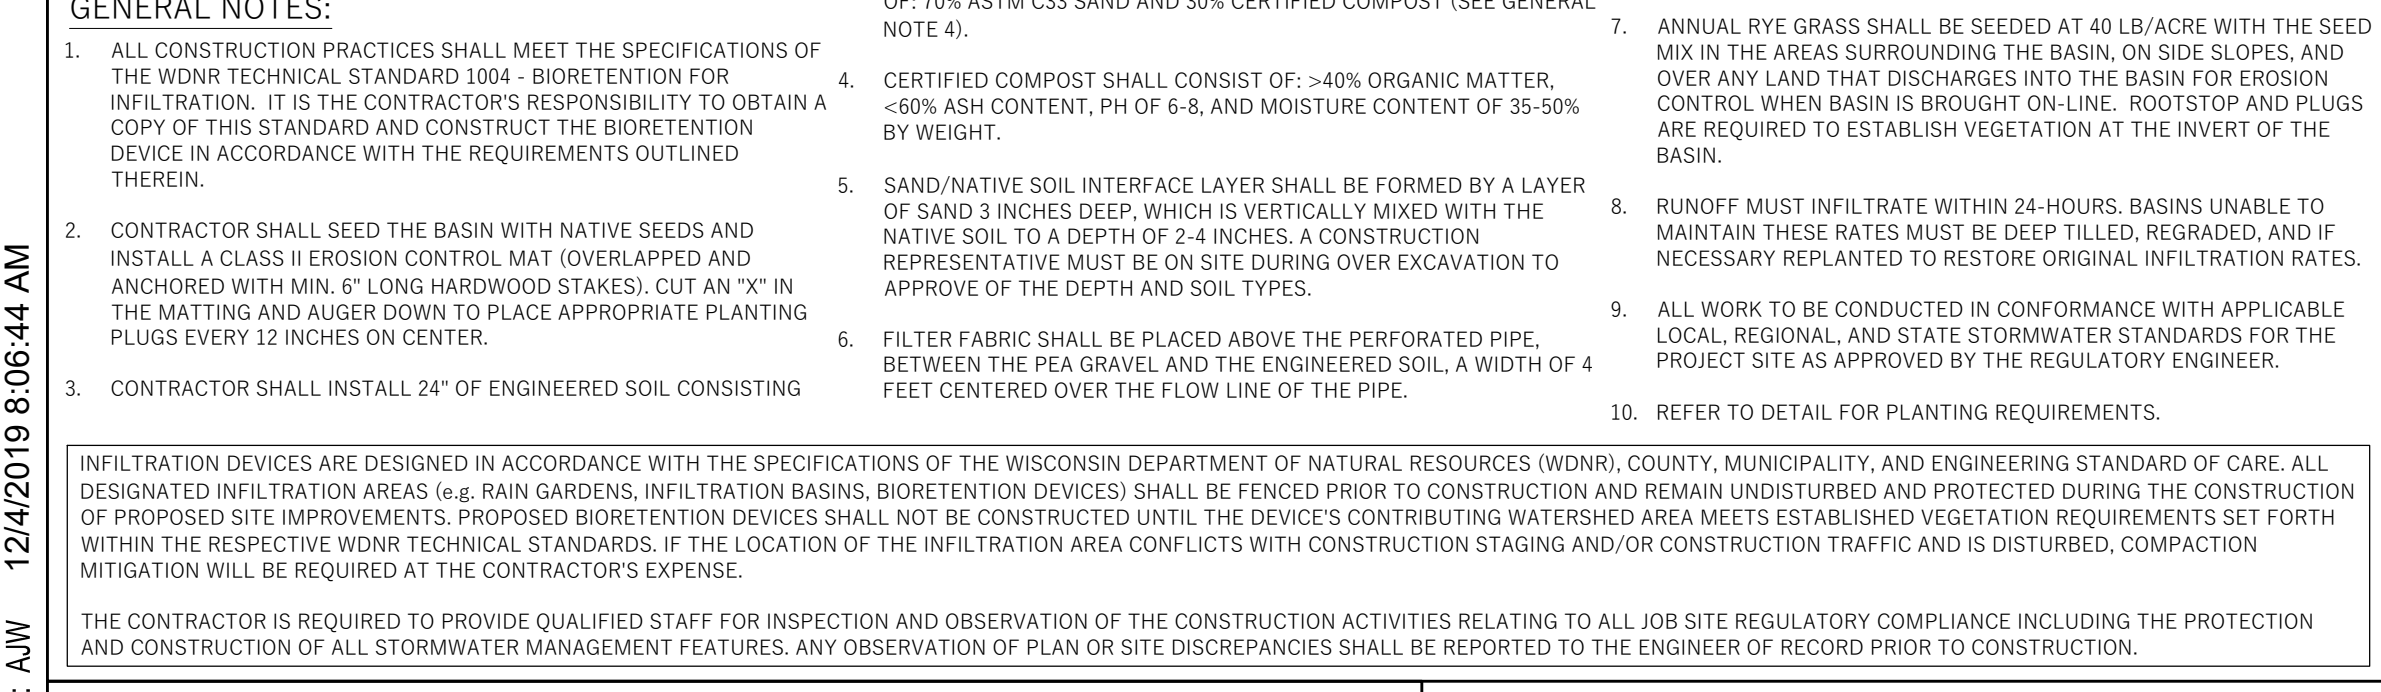 GENERAL NOTES:
1. ALL CONSTRUCTION PRACTICES SHALL MEET THE SPECIFICATIONS OF
THE WDNR TECHNICAL STANDARD 1004 - BIORETENTION FOR
INFILTRATION. IT IS THE CONTRACTOR'S RESPONSIBILITY TO OBTAIN A
COPY OF THIS STANDARD AND CONSTRUCT THE BIORETENTION
DEVICE IN ACCORDANCE WITH THE REQUIREMENTS OUTLINED
THEREIN.
2. CONTRACTOR SHALL SEED THE BASIN WITH NATIVE SEEDS AND
INSTALL A CLASS II EROSION CONTROL MAT (OVERLAPPED AND
ANCHORED WITH MIN. 6" LONG HARDWOOD STAKES). CUT AN "X" IN
THE MATTING AND AUGER DOWN TO PLACE APPROPRIATE PLANTING
PLUGS EVERY 12 INCHES ON CENTER.
3. CONTRACTOR SHALL INSTALL 24" OF ENGINEERED SOIL CONSISTING
OF: 70% ASTM C33 SAND AND 30% CERTIFIED COMPOST (SEE GENERAL
NOTE 4).
4. CERTIFIED COMPOST SHALL CONSIST OF: >40% ORGANIC MATTER,
<60% ASH CONTENT, PH OF 6-8, AND MOISTURE CONTENT OF 35-50%
BY WEIGHT.
5. SAND/NATIVE SOIL INTERFACE LAYER SHALL BE FORMED BY A LAYER
OF SAND 3 INCHES DEEP, WHICH IS VERTICALLY MIXED WITH THE
NATIVE SOIL TO A DEPTH OF 2-4 INCHES. A CONSTRUCTION
REPRESENTATIVE MUST BE ON SITE DURING OVER EXCAVATION TO
APPROVE OF THE DEPTH AND SOIL TYPES.
6. FILTER FABRIC SHALL BE PLACED ABOVE THE PERFORATED PIPE,
BETWEEN THE PEA GRAVEL AND THE ENGINEERED SOIL, A WIDTH OF 4
FEET CENTERED OVER THE FLOW LINE OF THE PIPE.
7. ANNUAL RYE GRASS SHALL BE SEEDED AT 40 LB/ACRE WITH THE SEED
MIX IN THE AREAS SURROUNDING THE BASIN, ON SIDE SLOPES, AND
OVER ANY LAND THAT DISCHARGES INTO THE BASIN FOR EROSION
CONTROL WHEN BASIN IS BROUGHT ON-LINE. ROOTSTOP AND PLUGS
ARE REQUIRED TO ESTABLISH VEGETATION AT THE INVERT OF THE
BASIN.
8. RUNOFF MUST INFILTRATE WITHIN 24-HOURS. BASINS UNABLE TO
MAINTAIN THESE RATES MUST BE DEEP TILLED, REGRADED, AND IF
NECESSARY REPLANTED TO RESTORE ORIGINAL INFILTRATION RATES.
9. ALL WORK TO BE CONDUCTED IN CONFORMANCE WITH APPLICABLE
LOCAL, REGIONAL, AND STATE STORMWATER STANDARDS FOR THE
PROJECT SITE AS APPROVED BY THE REGULATORY ENGINEER.
10. REFER TO DETAIL FOR PLANTING REQUIREMENTS.
INFILTRATION DEVICES ARE DESIGNED IN ACCORDANCE WITH THE SPECIFICATIONS OF THE WISCONSIN DEPARTMENT OF NATURAL RESOURCES (WDNR), COUNTY, MUNICIPALITY, AND ENGINEERING STANDARD OF CARE. ALL
DESIGNATED INFILTRATION AREAS (e.g. RAIN GARDENS, INFILTRATION BASINS, BIORETENTION DEVICES) SHALL BE FENCED PRIOR TO CONSTRUCTION AND REMAIN UNDISTURBED AND PROTECTED DURING THE CONSTRUCTION
OF PROPOSED SITE IMPROVEMENTS. PROPOSED BIORETENTION DEVICES SHALL NOT BE CONSTRUCTED UNTIL THE DEVICE'S CONTRIBUTING WATERSHED AREA MEETS ESTABLISHED VEGETATION REQUIREMENTS SET FORTH
WITHIN THE RESPECTIVE WDNR TECHNICAL STANDARDS. IF THE LOCATION OF THE INFILTRATION AREA CONFLICTS WITH CONSTRUCTION STAGING AND/OR CONSTRUCTION TRAFFIC AND IS DISTURBED, COMPACTION
MITIGATION WILL BE REQUIRED AT THE CONTRACTOR'S EXPENSE.
THE CONTRACTOR IS REQUIRED TO PROVIDE QUALIFIED STAFF FOR INSPECTION AND OBSERVATION OF THE CONSTRUCTION ACTIVITIES RELATING TO ALL JOB SITE REGULATORY COMPLIANCE INCLUDING THE PROTECTION
AND CONSTRUCTION OF ALL STORMWATER MANAGEMENT FEATURES. ANY OBSERVATION OF PLAN OR SITE DISCREPANCIES SHALL BE REPORTED TO THE ENGINEER OF RECORD PRIOR TO CONSTRUCTION.
: AJW 12/4/2019 8:06:44 AM